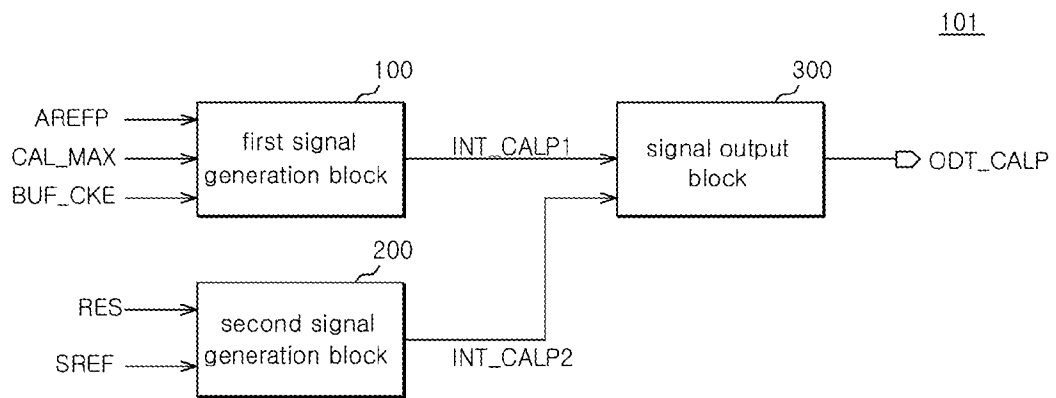 101
100
300
AREFP
CAL_MAX
BUF_CKE
first signal
generation block
INT_CALP1
signal output
block
ODT_CALP
200
RES
SREF
second signal
generation block
INT_CALP2